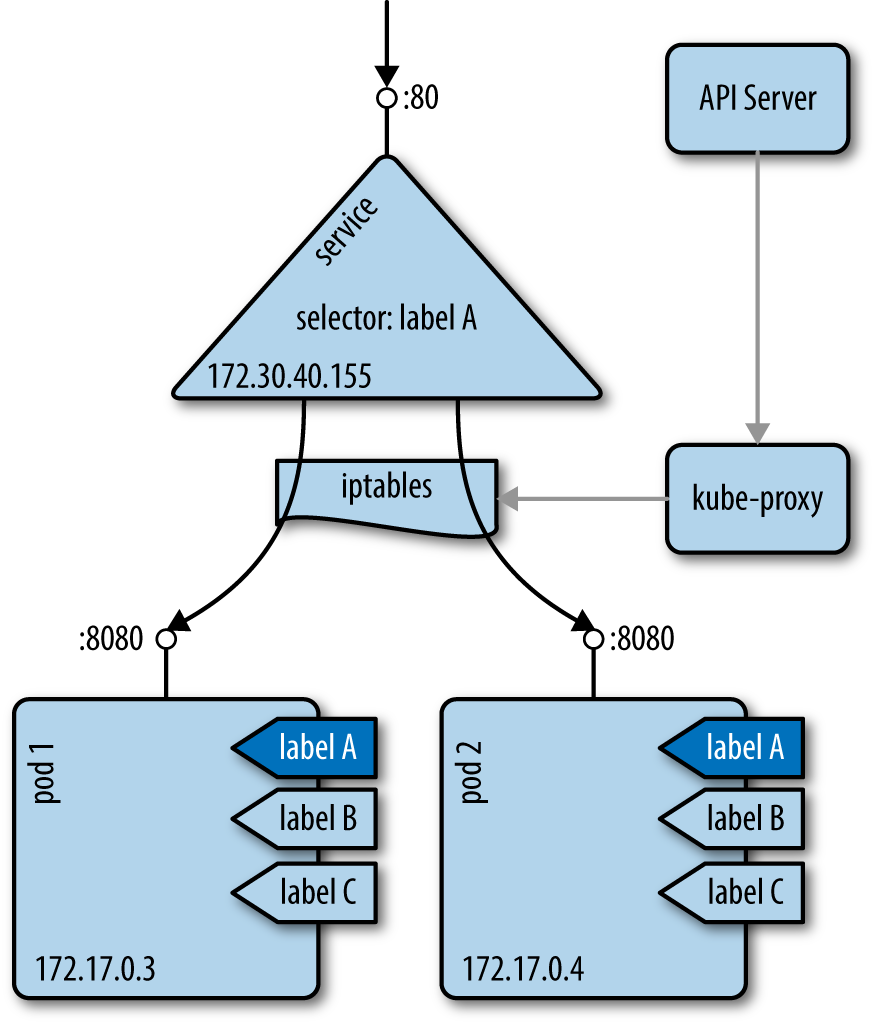 :80
API Server
service
selector: label A
172.30.40.155
iptables
kube-proxy
:8080
:8080
pod 1
label A
label B
label C
172.17.0.3
pod 2
label A
label B
label C
172.17.0.4